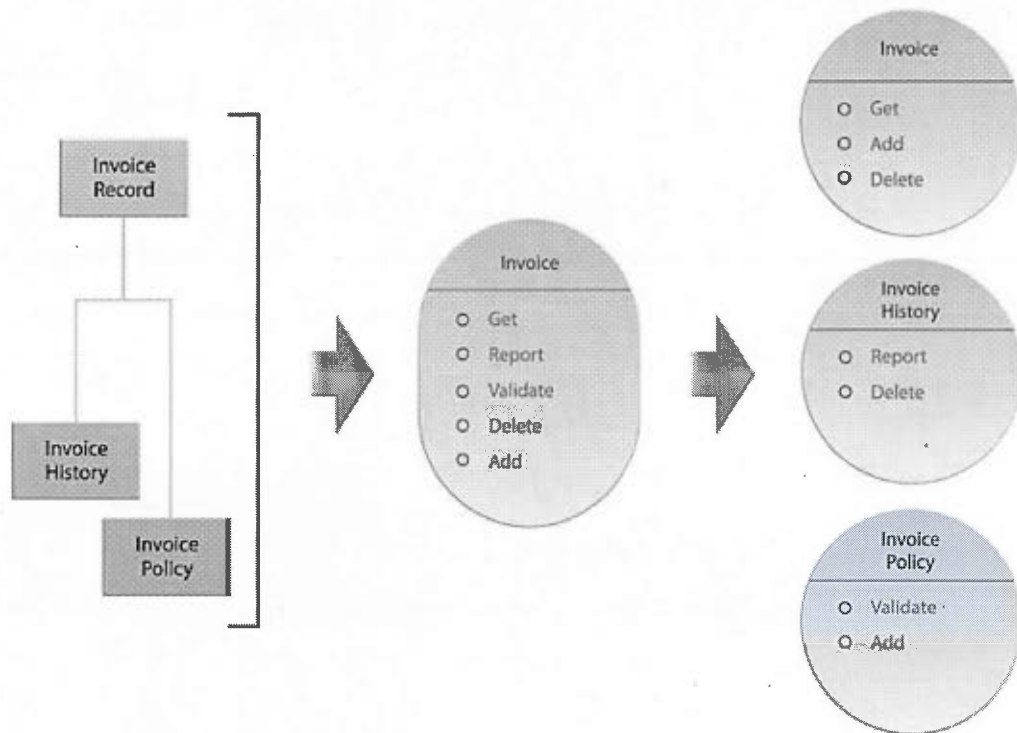 Invoice
Record
Invoice
History
Invoice
Policy
Invoice
Get
Report
Validate
Delete
Add
Invoice
Get
Add
Delete
Invoice
History
Report
Delete
Invoice
Policy
Validate
Add